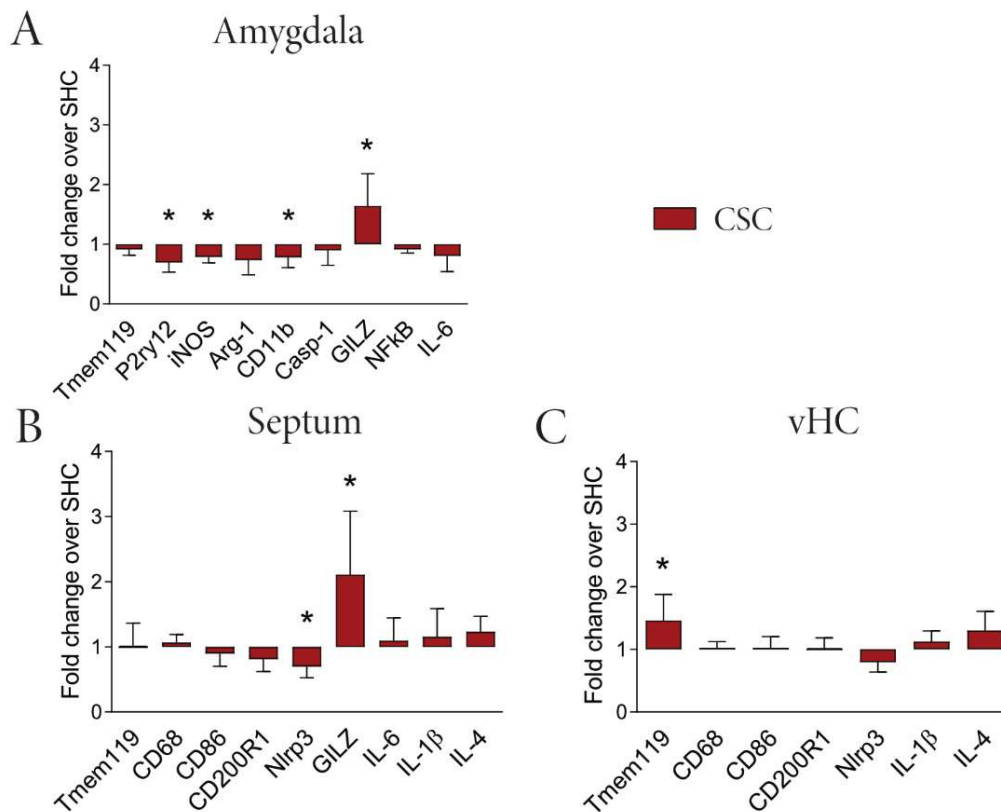 A
Amygdala
Fold change over SHC
4
3
2
1
0
*
*
*
*
Tmem119
P2ry12
iNOS
Arg-1
CD11b
Casp-1
GILZ
NFkB
IL-6
CSC
B
Septum
Fold change over SHC
4
3
2
1
0
*
*
Tmem119
CD68
CD86
CD200R1
Nlrp3
GILZ
IL-6
IL-1β
IL-4
C
vHC
Fold change over SHC
4
3
2
1
0
*
Tmem119
CD68
CD86
CD200R1
Nlrp3
IL-1β
IL-4